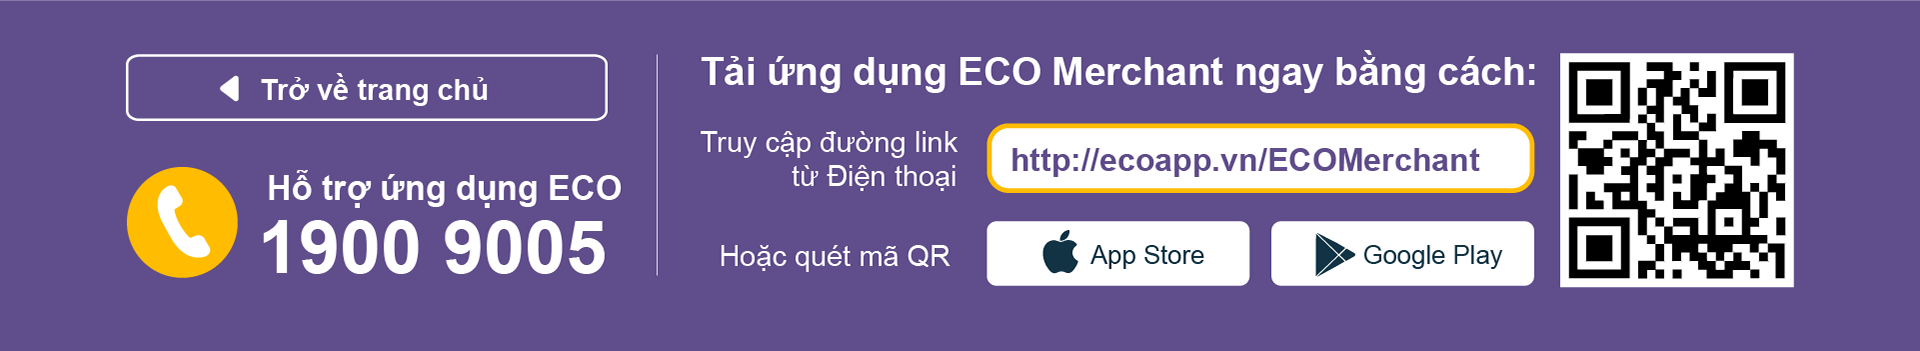 Trở về trang chủ
Hỗ trợ ứng dụng ECO
1900 9005
Tải ứng dụng ECO Merchant ngay bằng cách:
Truy cập đường link
từ Điện thoại
http://ecoapp.vn/ECOMerchant
Hoặc quét mã QR
App Store
Google Play